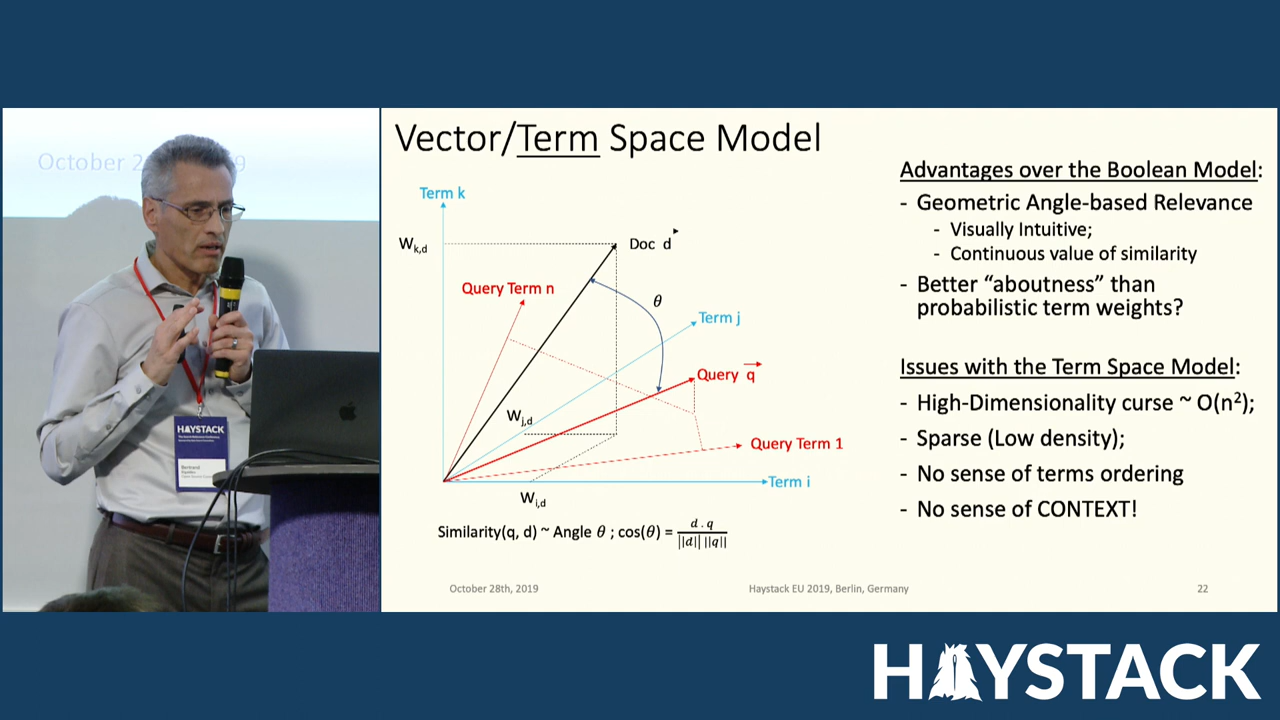 October 2 9
HAYSTACK
Bernard
Vector/Term Space Model
Term k
W k,d
Doc d
Query Term n
θ
Term j
Query q
W j,d
Query Term 1
Term i
W i,d
Similarity(q, d) ~ Angle θ ; cos(θ) = d . q / ||d|| ||q||
Advantages over the Boolean Model:
- Geometric Angle-based Relevance
- Visually Intuitive;
- Continuous value of similarity
- Better “aboutness” than
probabilistic term weights?
Issues with the Term Space Model:
- High-Dimensionality curse ~ O(n²);
- Sparse (Low density);
- No sense of terms ordering
- No sense of CONTEXT!
October 28th, 2019
Haystack EU 2019, Berlin, Germany
22
HAYSTACK